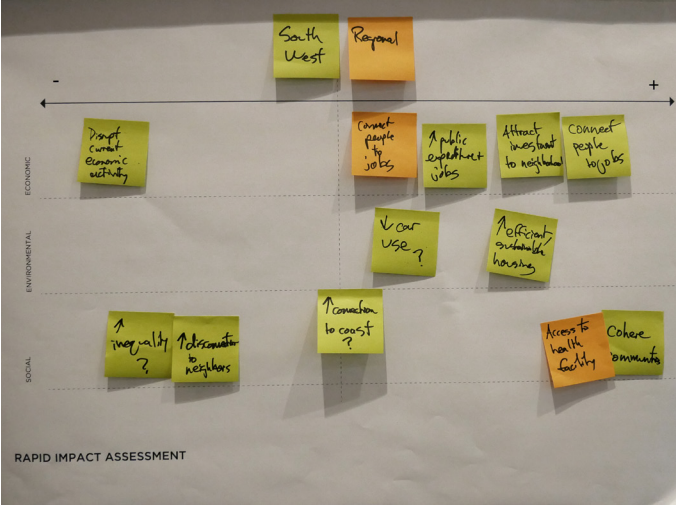 South
West
Regional
-
+
ECONOMIC
Disrupt
current
economic
activity
Connect
people
to
jobs
↑ public
expenditure
jobs
Attract
investment
to neighborhood
Connect
people
to jobs
ENVIRONMENTAL
↓ car
use
?
↑ efficient,
sustainable
housing
SOCIAL
↑
inequality
?
↑ disconnection
to
neighbors
↑ connection
to coast
?
Access to
health
facility
Cohere
communities
RAPID IMPACT ASSESSMENT